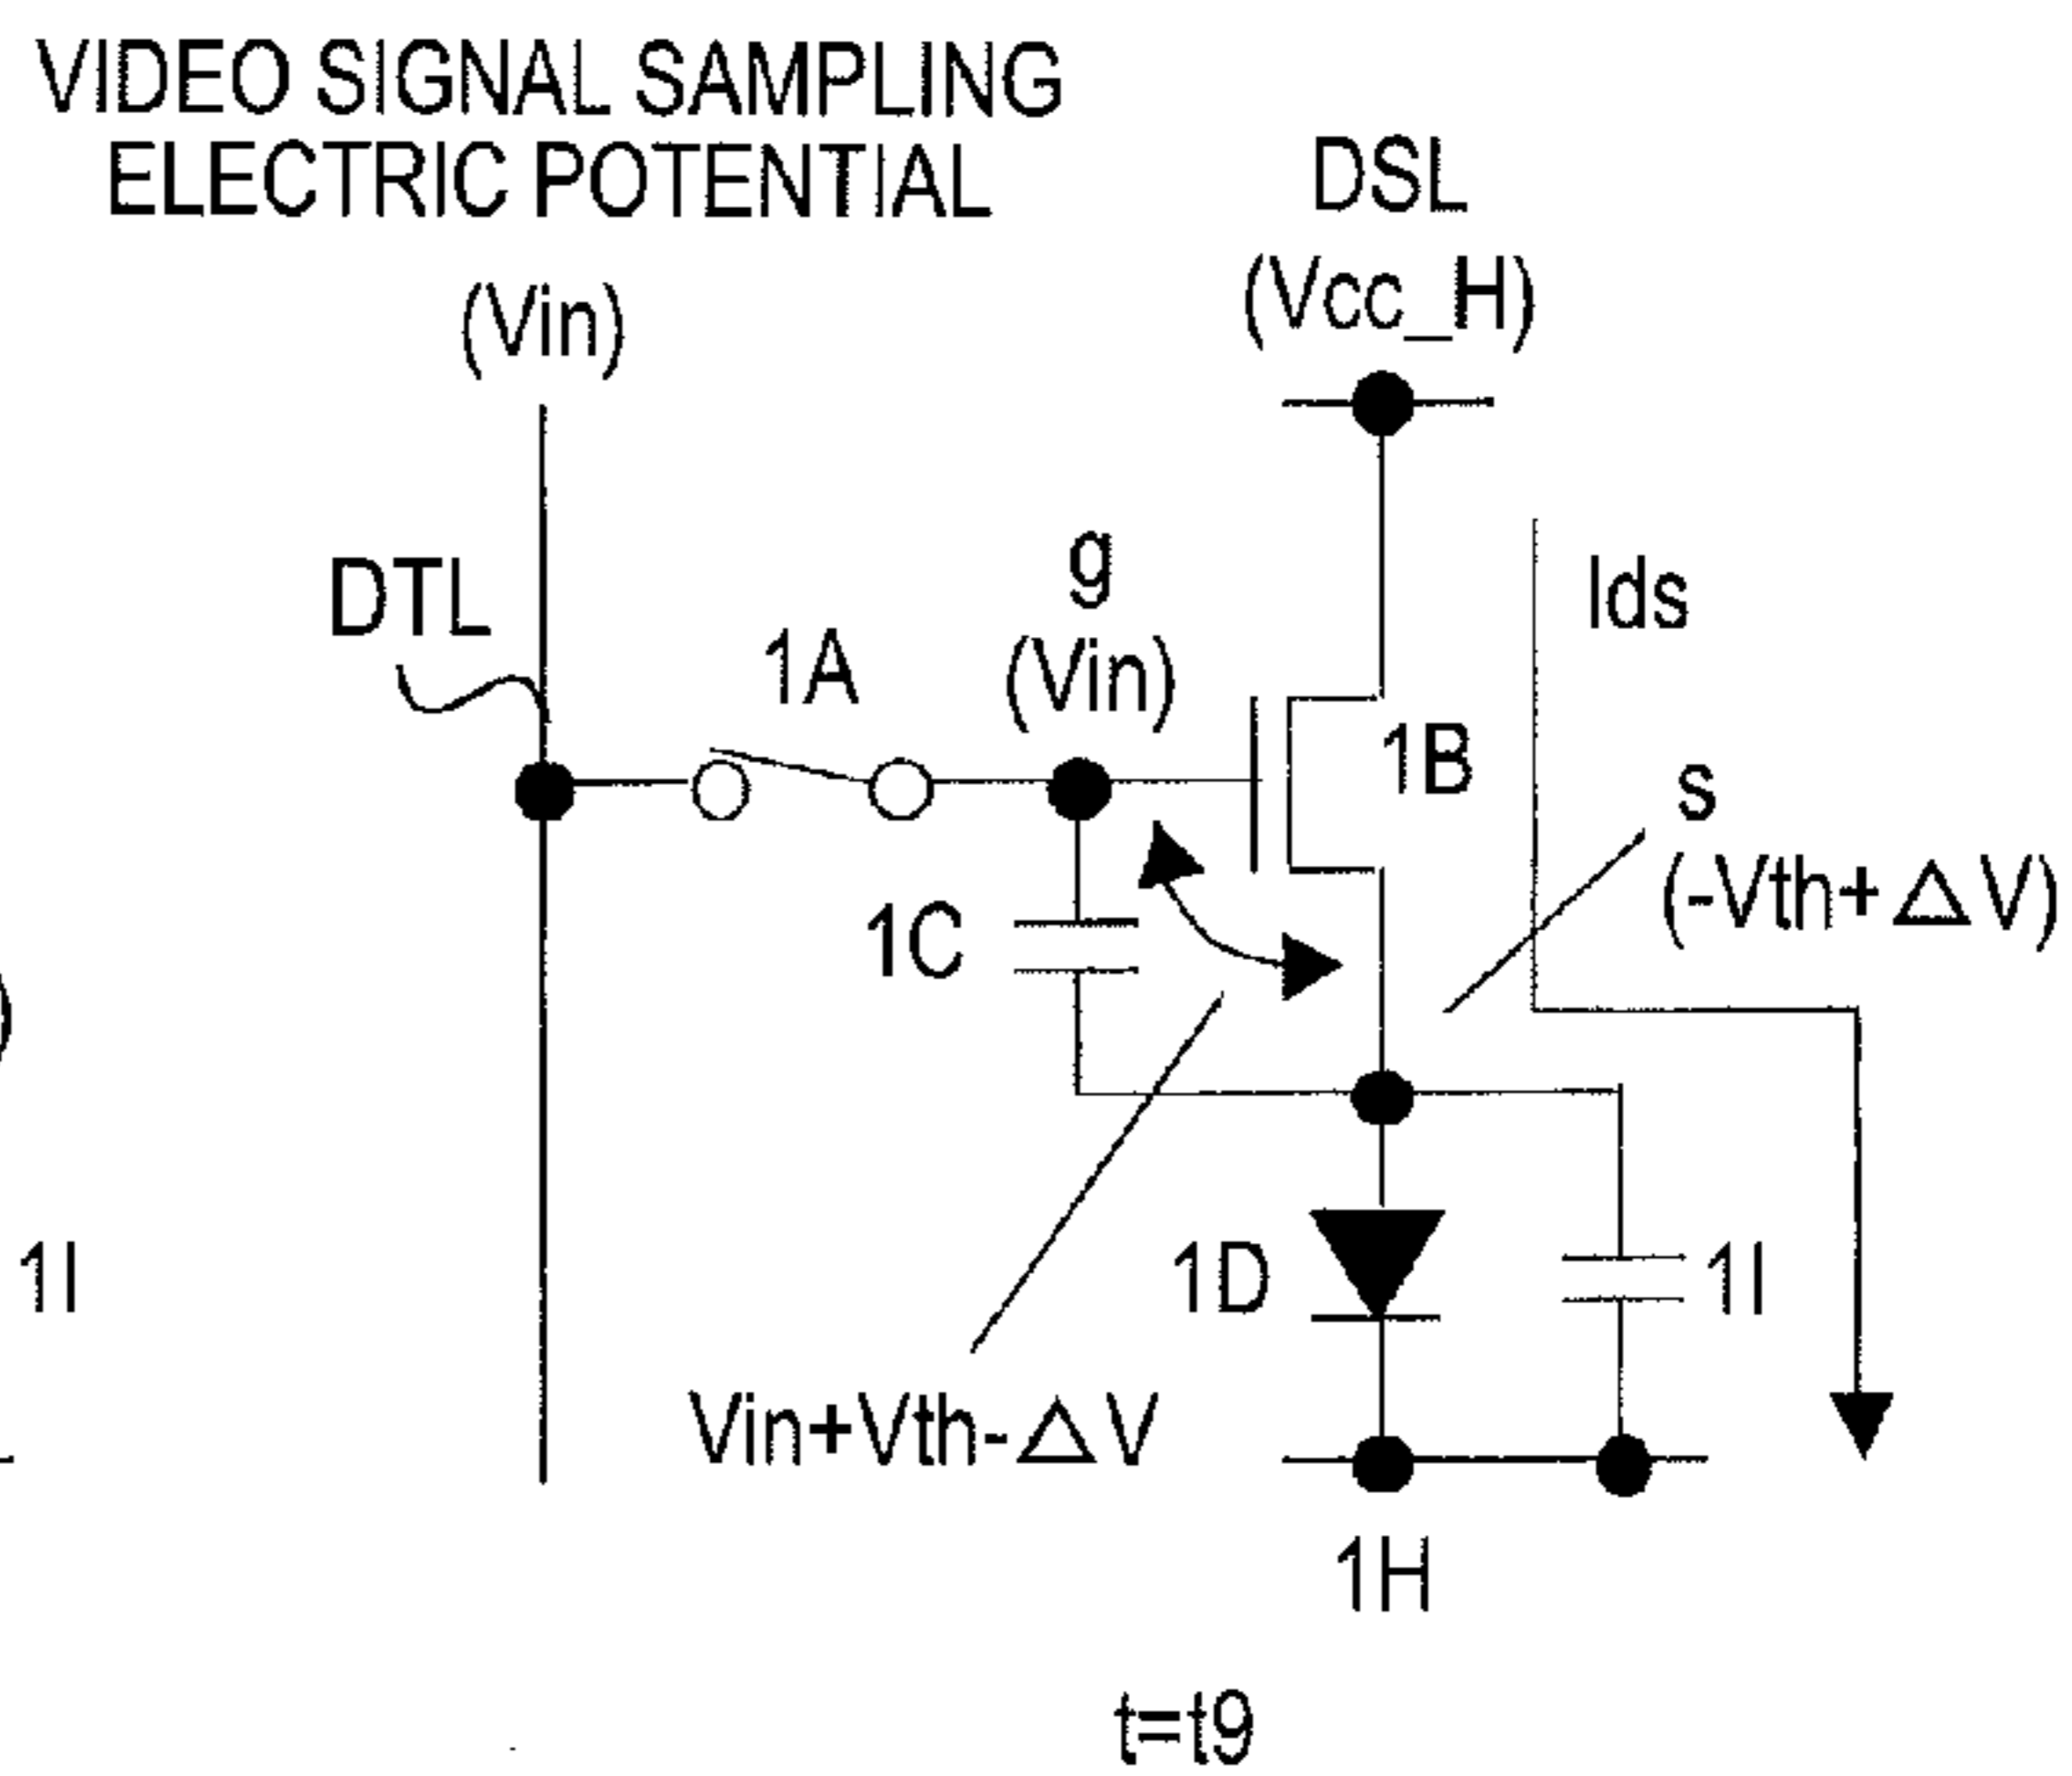 VIDEO SIGNAL SAMPLING
ELECTRIC POTENTIAL
(Vin)
DSL
(Vcc_H)
DTL
1A
g
(Vin)
1B
Ids
s
(-Vth+△V)
1C
)
1I
1D
1I
Vin+Vth-△V
1H
t=t9